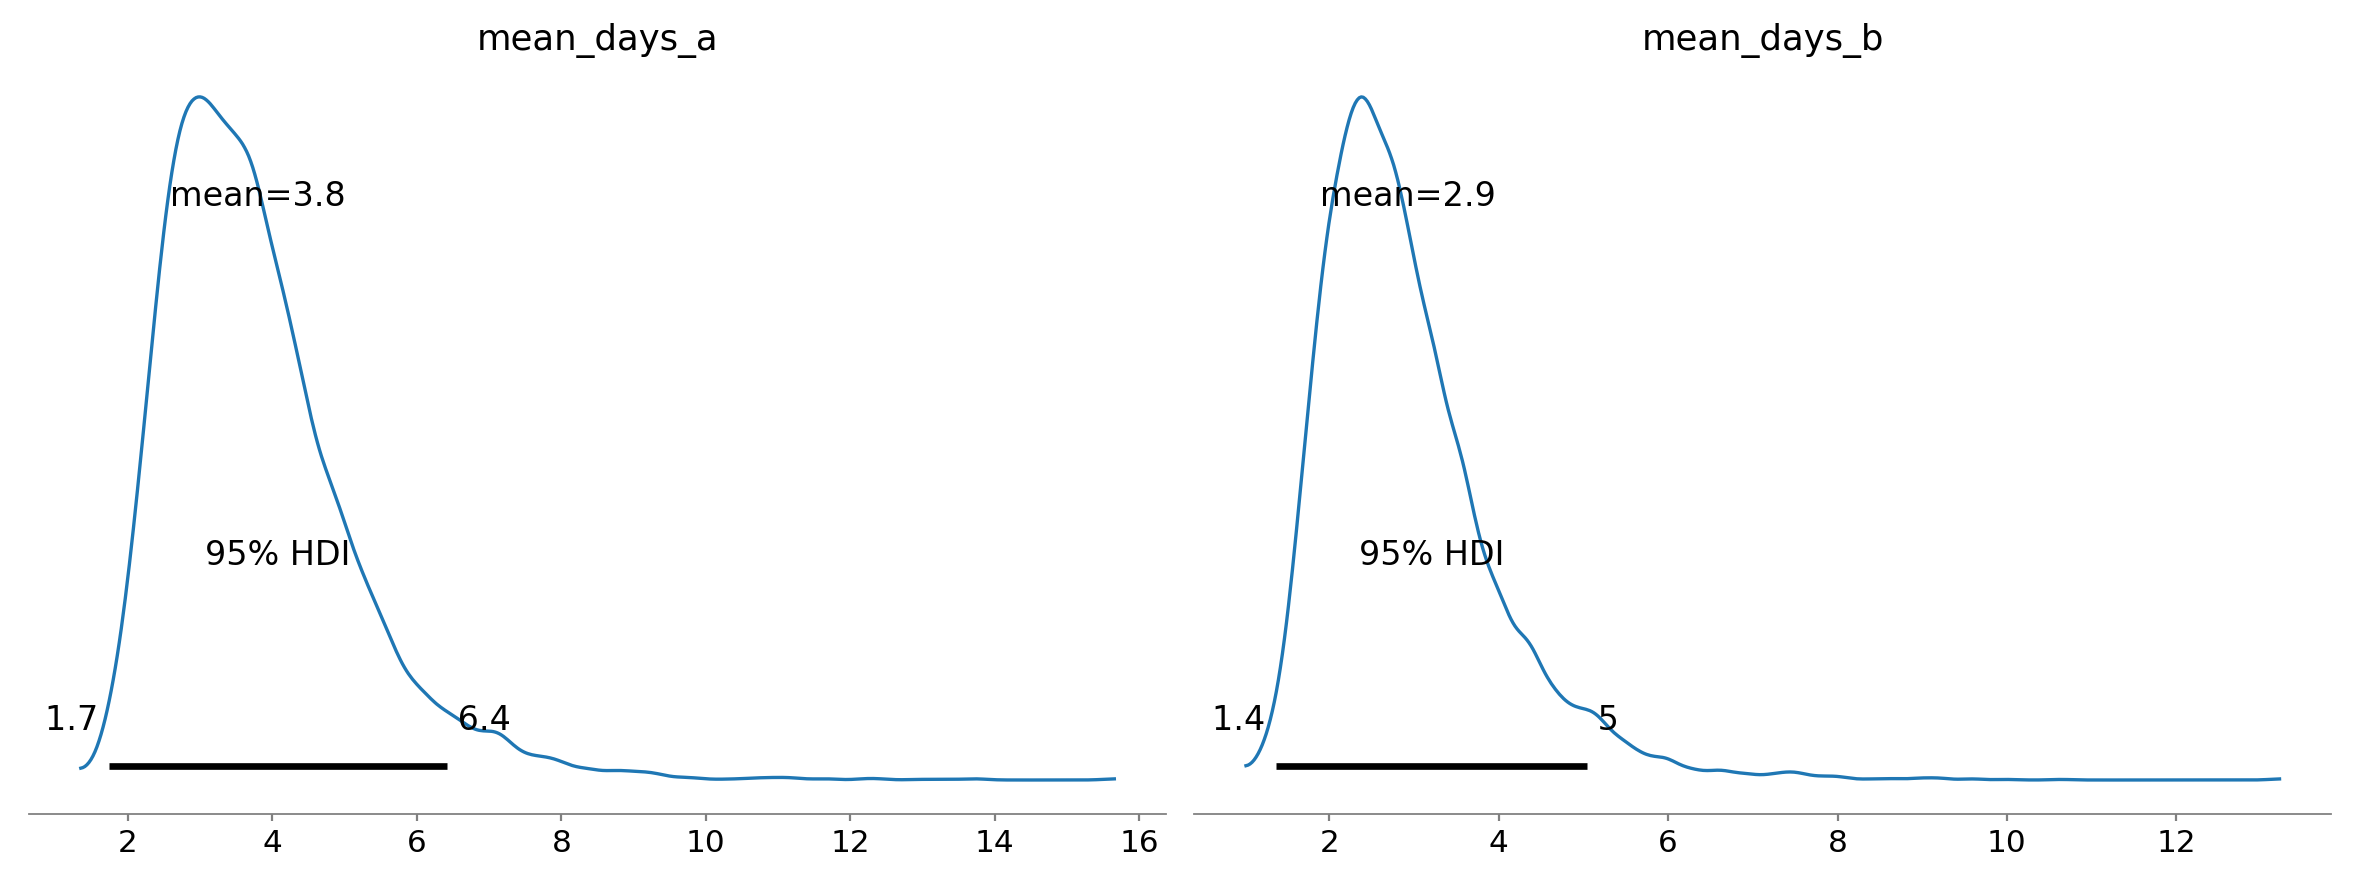 mean_days_a
mean=3.8
95% HDI
1.7
6.4
2 4 6 8 10 12 14 16
mean_days_b
mean=2.9
95% HDI
1.4
5
2 4 6 8 10 12